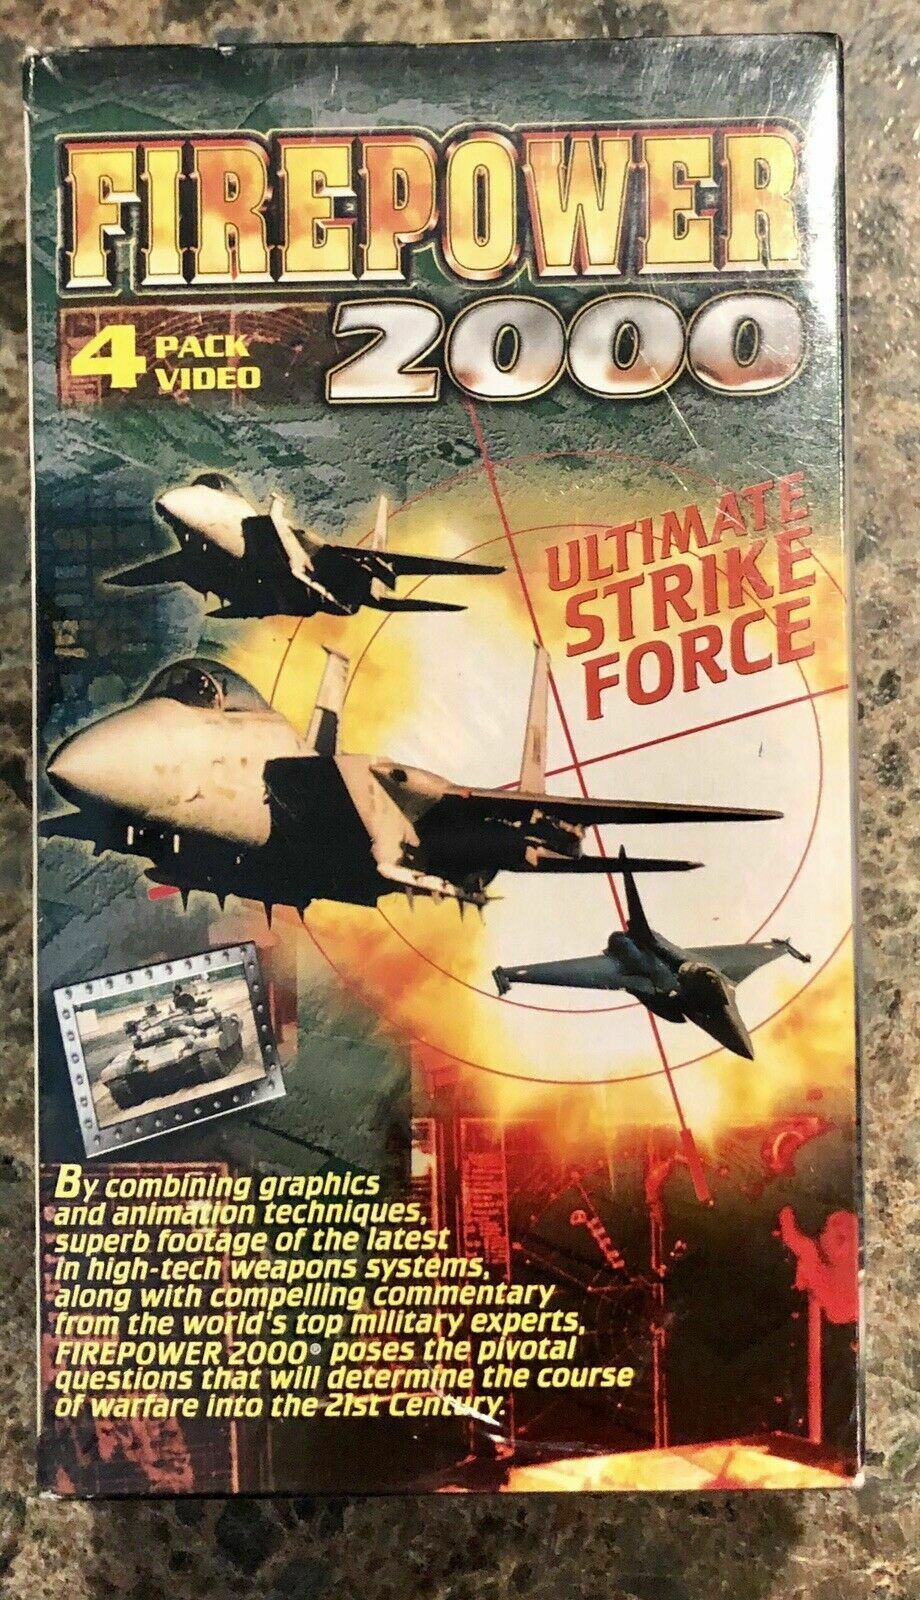 FIREPOWER
2000
4 PACK
VIDEO
ULTIMATE
STRIKE
FORCE
By combining graphics
and animation techniques,
superb footage of the latest
in high-tech weapons systems,
along with compelling commentary
from the world's top military experts,
FIREPOWER 2000® poses the pivotal
questions that will determine the course
of warfare into the 21st Century.